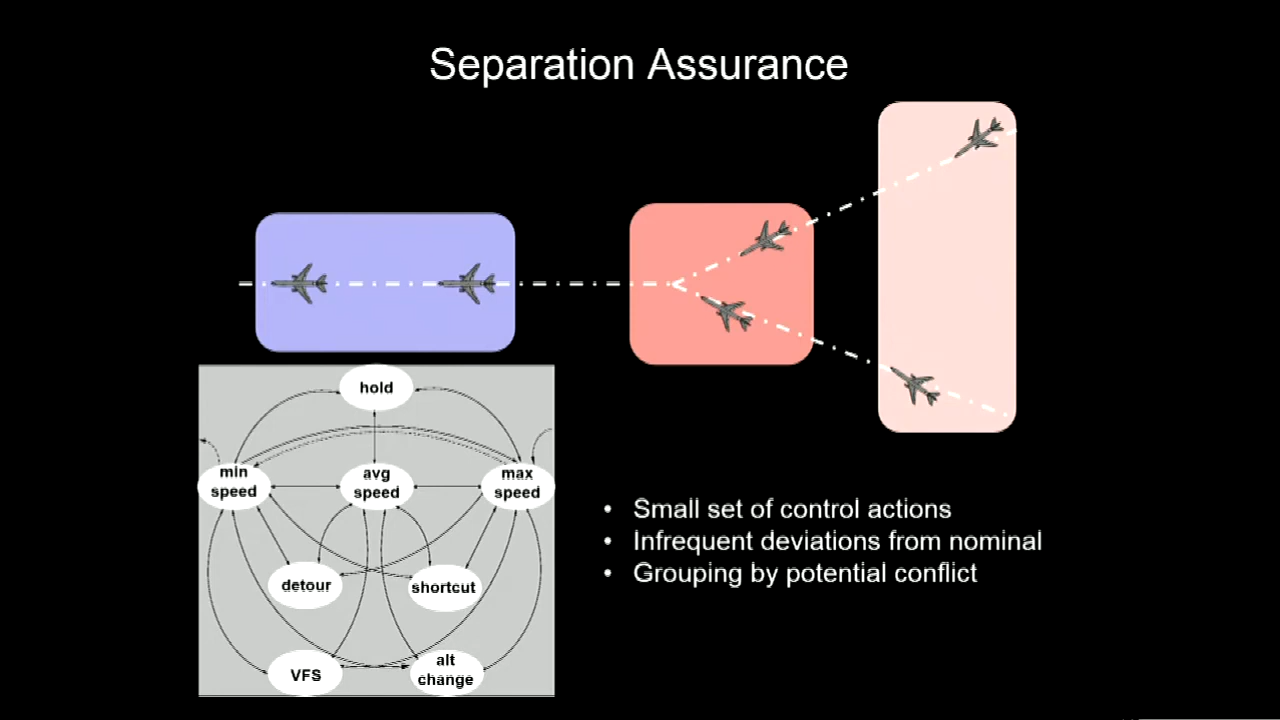 Separation Assurance
hold
min
speed
avg
speed
max
speed
detour
shortcut
VFS
alt
change
• Small set of control actions
• Infrequent deviations from nominal
• Grouping by potential conflict